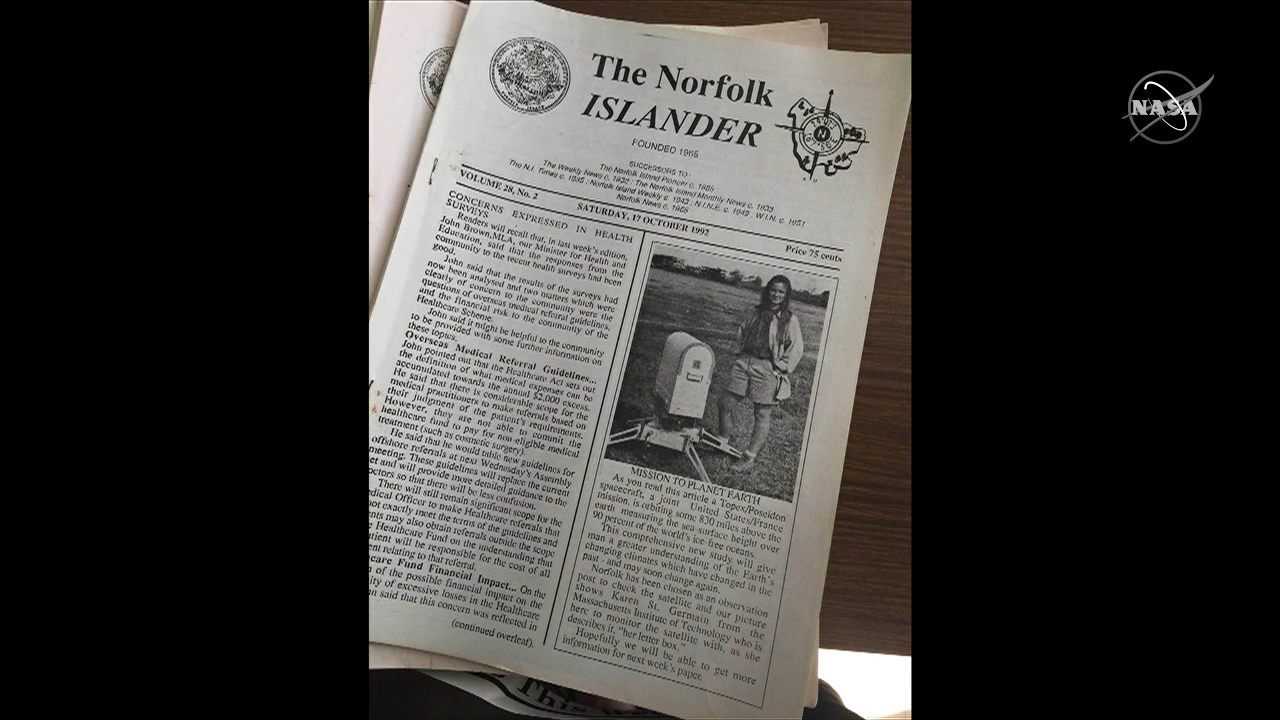 NASA
The Norfolk
ISLANDER
FOUNDED 1965
SUCCESSORS TO -
The Norfolk Island Pioneer c. 1885 :
The Weekly News c. 1932 : The Norfolk Island Monthly News c. 1933
The N.I. Times c. 1935 : Norfolk Island Weekly c. 1943 : N.I.N.E. c. 1949 : W.I.N. c. 1951
Norfolk News c. 1965
VOLUME 28, No. 2
SATURDAY, 17 OCTOBER 1992
Price 75 cents
CONCERNS EXPRESSED IN HEALTH
SURVEYS
Readers will recall that, in last week's edition,
John Brown, MLA, our Minister for Health and
Education, said that the responses from the
community to the recent health surveys had been
good.
John said that the results of the surveys had
now been analysed and two matters which were
clearly of concern to the community were the
questions of overseas medical referral guidelines,
and the financial risk to the community of the
Healthcare Scheme.
John said it might be helpful to the community
to be provided with some further information on
these topics.
Overseas Medical Referral Guidelines...
John pointed out that the Healthcare Act sets out
the definition of what medical expenses can be
accumulated towards the annual $2,000 excess.
He said that there is considerable scope for the
medical practitioners to make referrals based on
their judgment of the patient's requirements.
However, they are not able to commit the
healthcare fund to pay for non-eligible medical
treatment (such as cosmetic surgery).
He said that he would table new guidelines for
offshore referrals at next Wednesday's Assembly
meeting. These guidelines will replace the current
et and will provide more detailed guidance to the
octors so that there will be less confusion.
There will still remain significant scope for the
edical Officer to make Healthcare referrals that
not exactly meet the terms of the guidelines and
ents may also obtain referrals outside the scope
e Healthcare Fund on the understanding that
atient will be responsible for the cost of all
ent relating to that referral.
care Fund Financial Impact... On the
n of the possible financial impact on the
ity of excessive losses in the Healthcare
n said that this concern was reflected in
(continued overleaf).
MISSION TO PLANET EARTH
As you read this article a Topex/Poseidon
spacecraft, a joint United States/France
mission, is orbiting some 830 miles above the
earth measuring the sea-surface height over
90 percent of the world's ice-free oceans.
This comprehensive new study will give
man a greater understanding of the Earth's
changing climates which have changed in the
past - and may soon change again.
Norfolk has been chosen as an observation
post to check the satellite and our picture
shows Karen St. Germain from the
Massachusetts Institute of Technology who is
here to monitor the satellite with, as she
describes it, "her letter box."
Hopefully we will be able to get more
information for next week's paper.
This